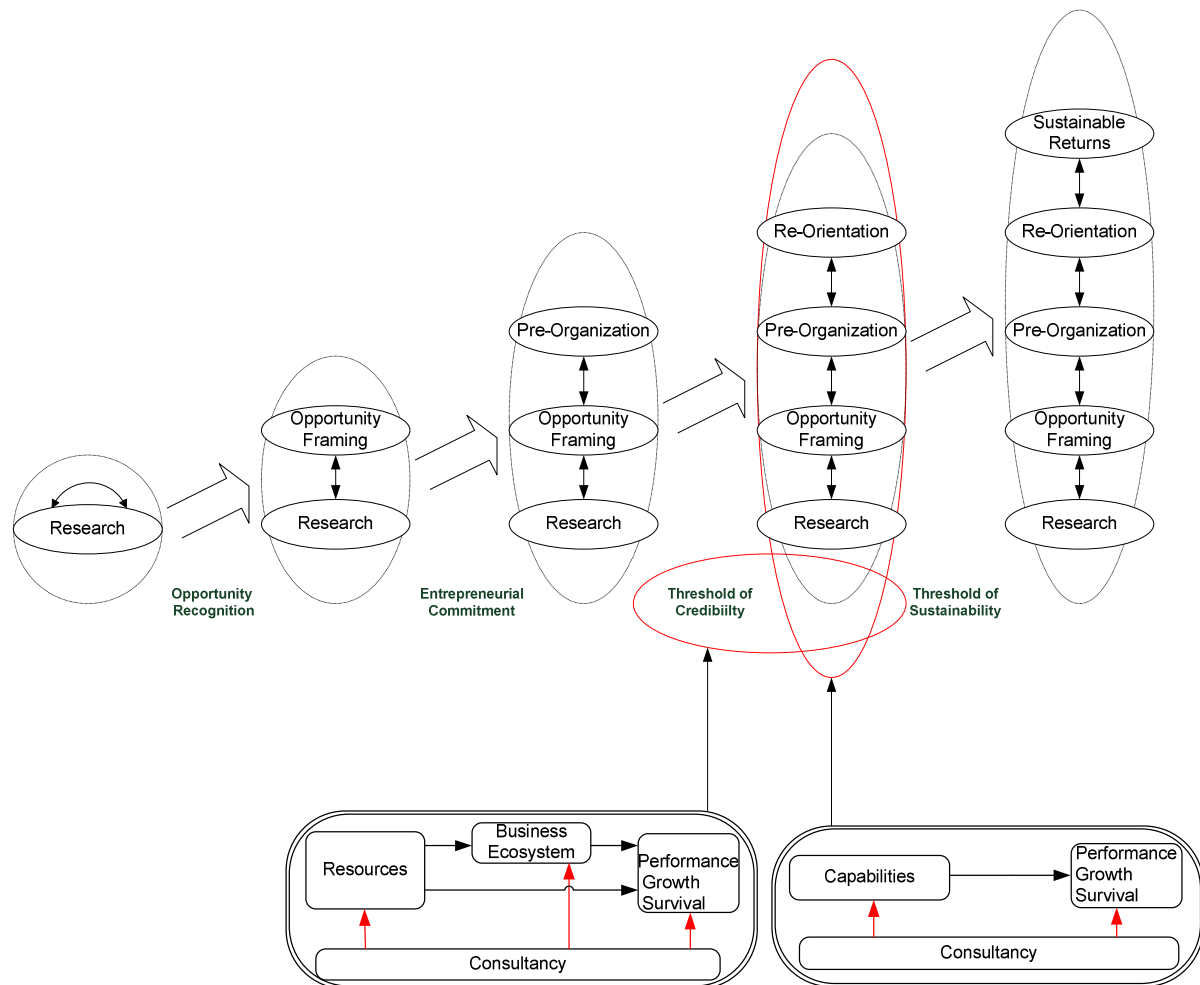 Sustainable
Returns
Re-Orientation
Re-Orientation
Pre-Organization
Pre-Organization
Pre-Organization
Opportunity
Framing
Opportunity
Framing
Opportunity
Framing
Opportunity
Framing
Research
Research
Research
Research
Research
Opportunity
Recognition
Entrepreneurial
Commitment
Threshold of
Credibiilty
Threshold of
Sustainability
Resources
Business
Ecosystem
Performance
Growth
Survival
Consultancy
Capabilities
Performance
Growth
Survival
Consultancy